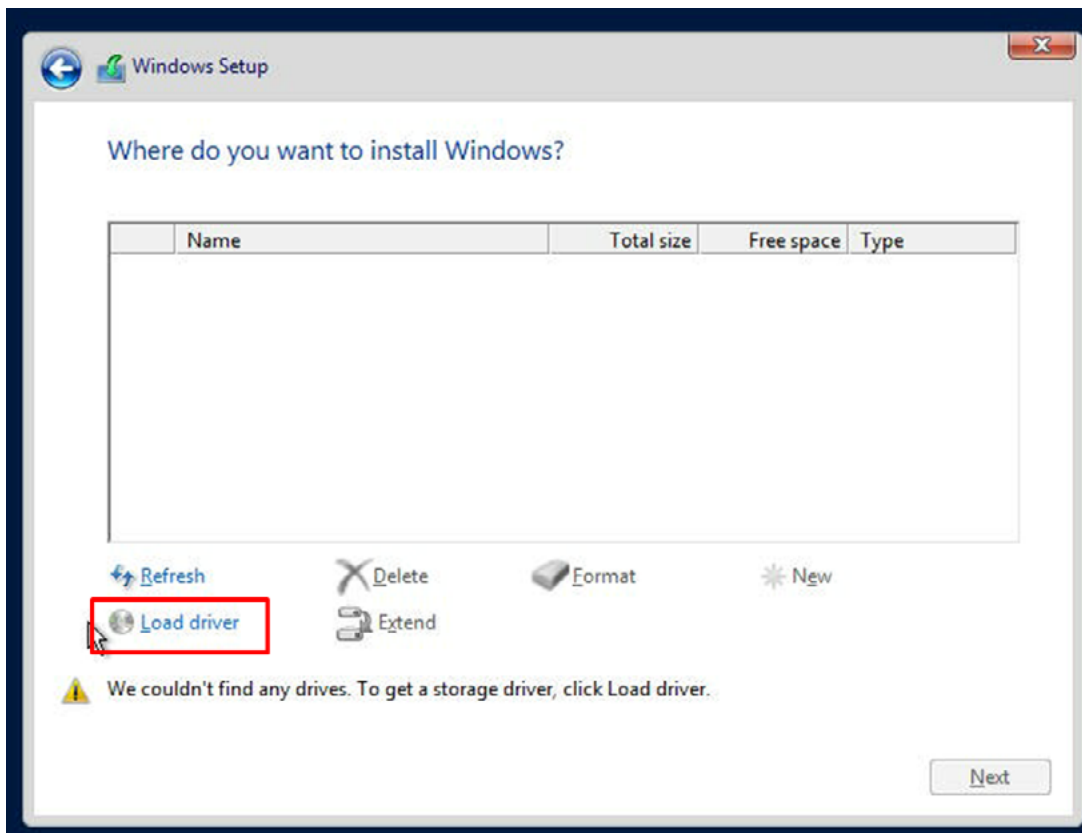 Windows Setup
Where do you want to install Windows?
Name Total size Free space Type
Refresh Delete Format New
Load driver Extend
We couldn't find any drives. To get a storage driver, click Load driver.
Next